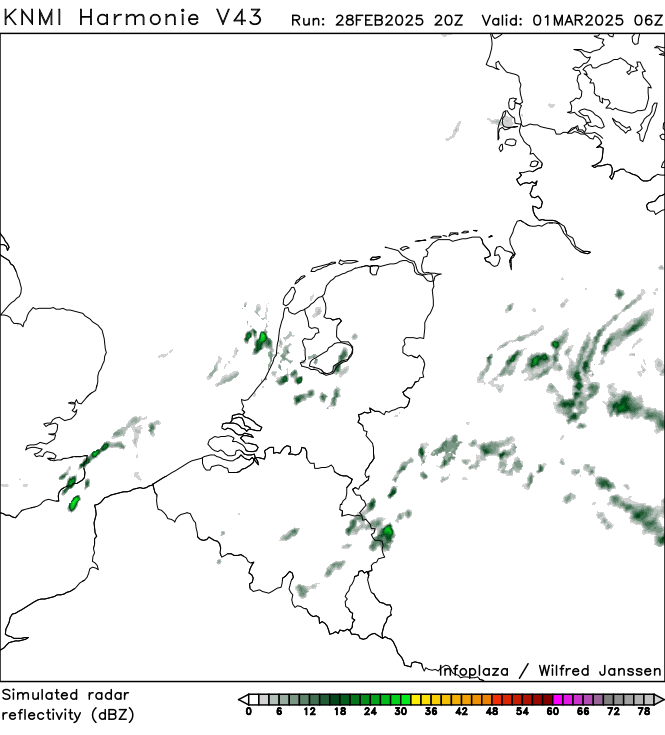 KNMI Harmonie V43 Run: 28FEB2025 20Z Valid: 01MAR2025 06Z
Infoplaza / Wilfred Janssen
Simulated radar
reflectivity (dBZ)
0 6 12 18 24 30 36 42 48 54 60 66 72 78